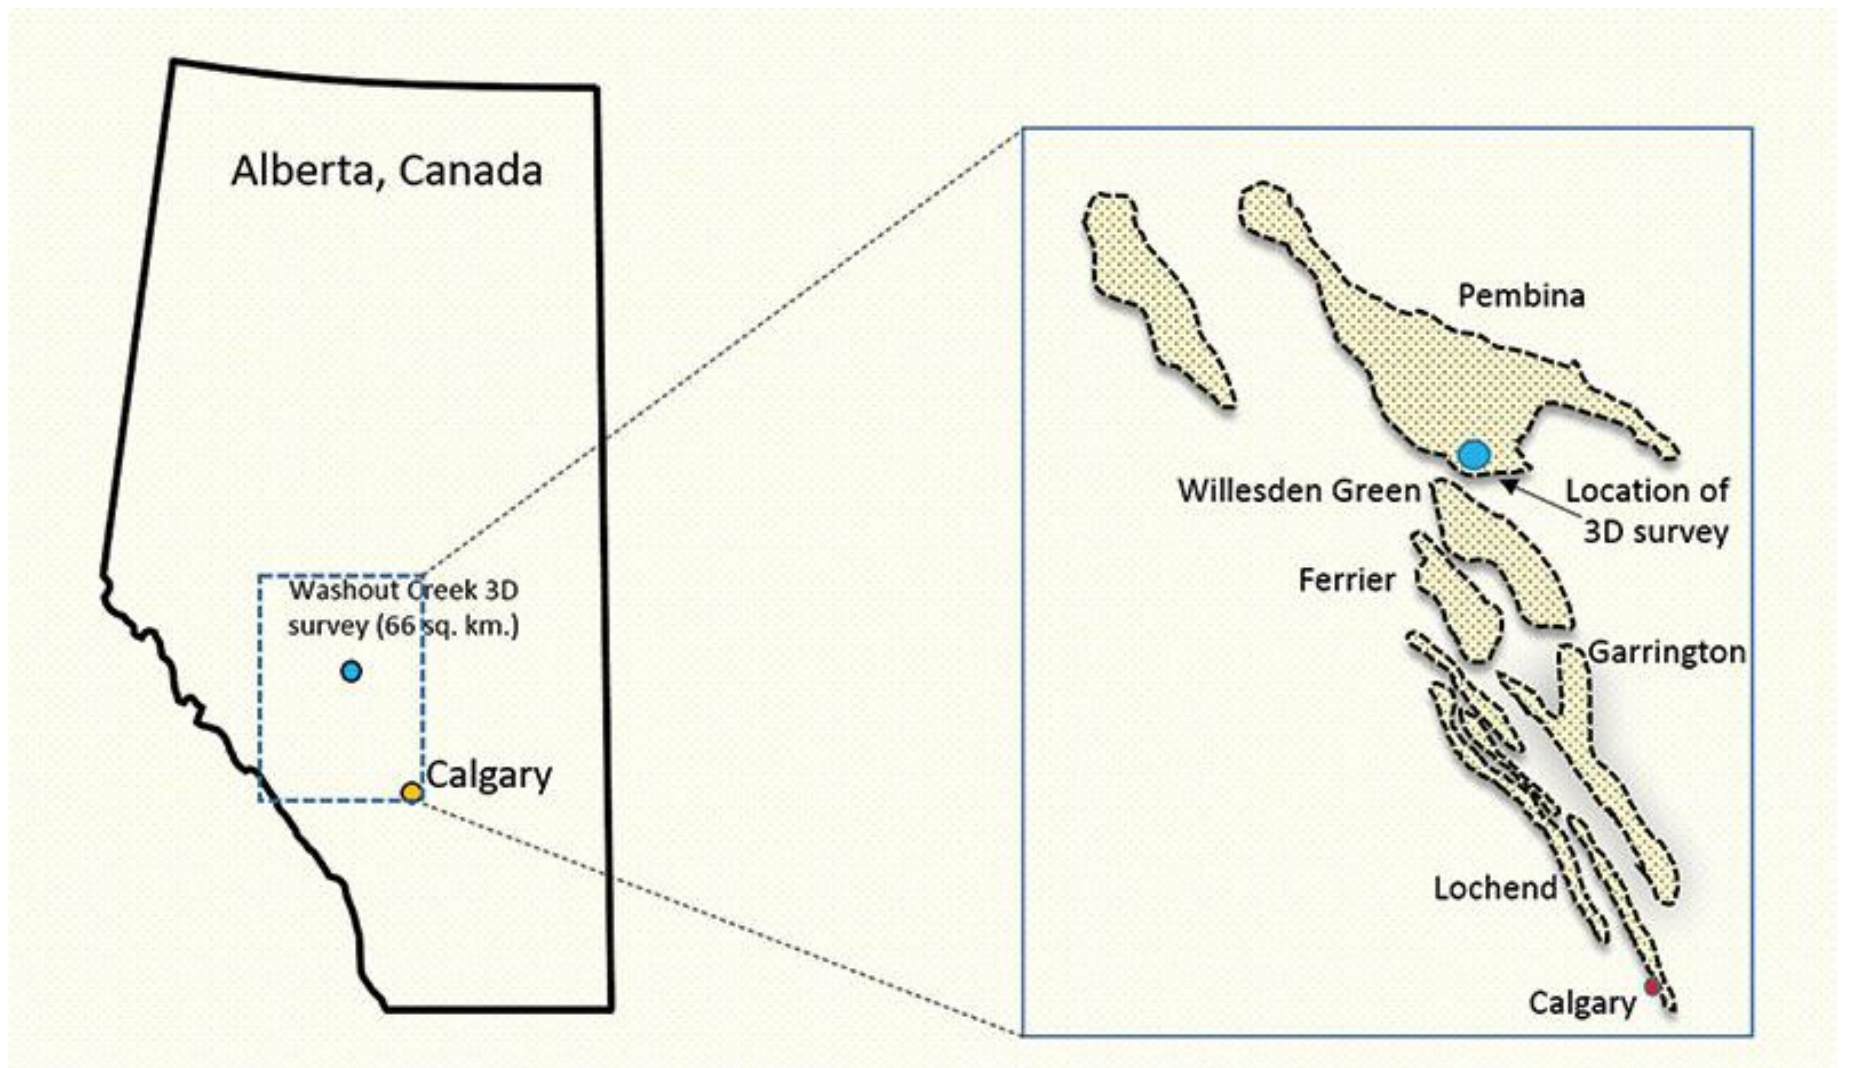 Alberta, Canada
Washout Creek 3D
survey (66 sq. km.)
Calgary
Pembina
Willesden Green
Location of
3D survey
Ferrier
Garrington
Lochend
Calgary